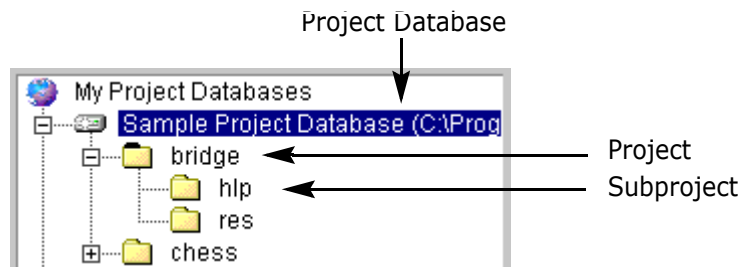 Project Database
My Project Databases
Sample Project Database (C:\Prog
bridge
Project
hlp
Subproject
res
chess